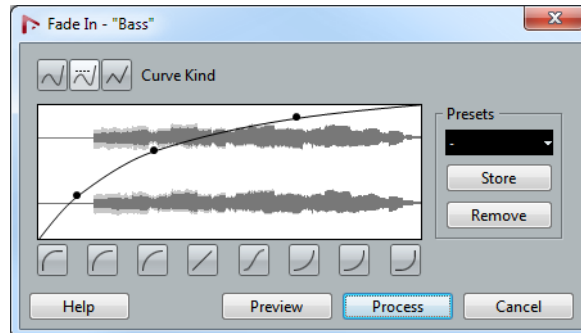 Fade In - "Bass"
Curve Kind
Presets
-
Store
Remove
Help
Preview
Process
Cancel